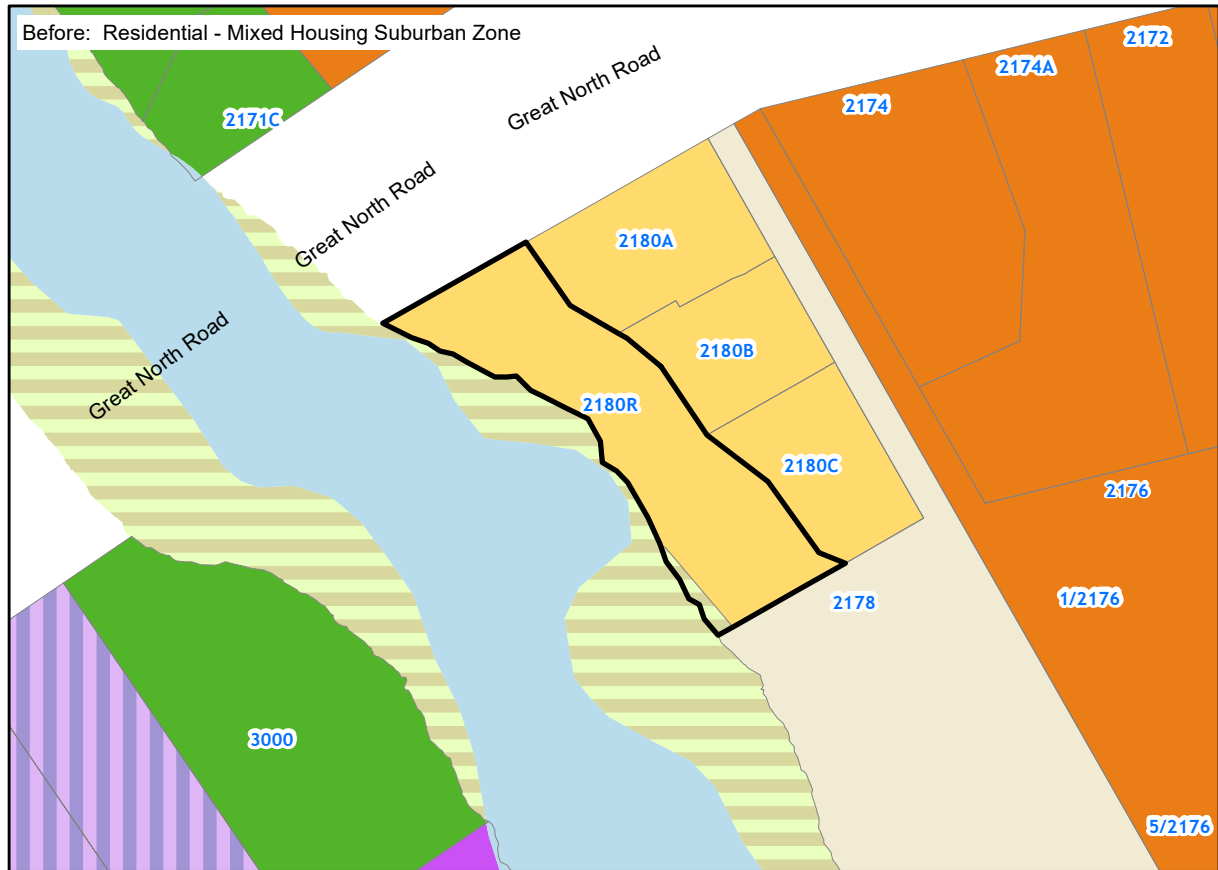 Before: Residential - Mixed Housing Suburban Zone
2172
2174A
2174
Great North Road
2171C
Great North Road
2180A
Great North Road
2180B
2180R
2180C
2176
2178
1/2176
3000
5/2176